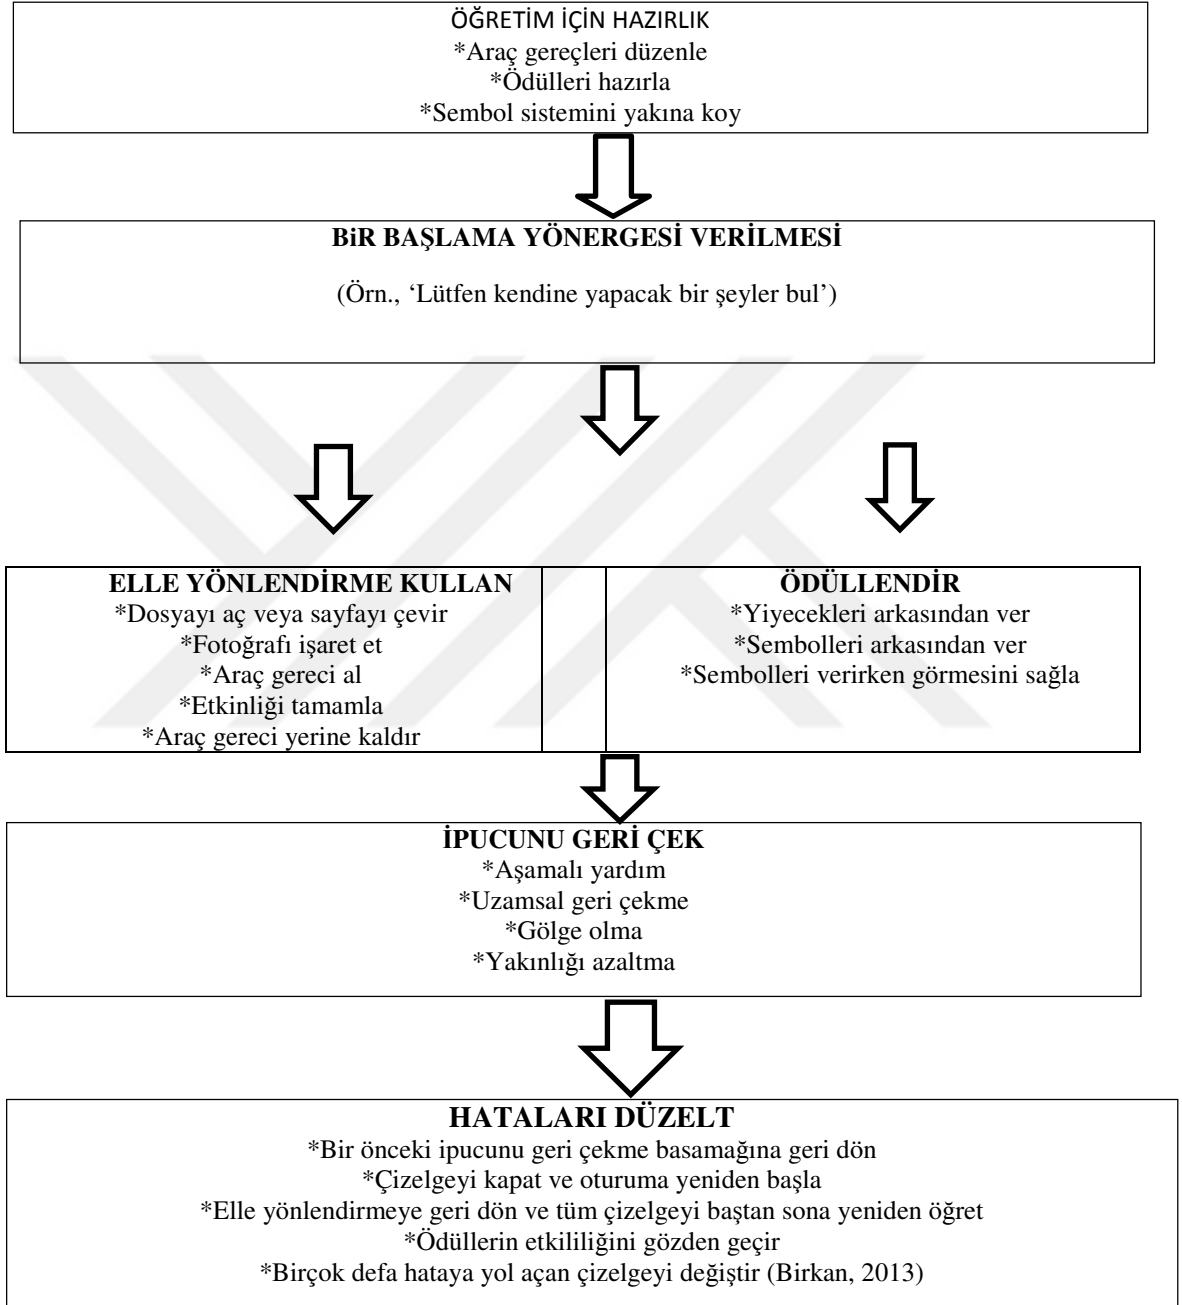 ÖĞRETİM İÇİN HAZIRLIK
*Araç gereçleri düzenle
*Ödülleri hazırla
*Sembol sistemini yakına koy
BiR BAŞLAMA YÖNERGESİ VERİLMESİ
(Örn., ‘Lütfen kendine yapacak bir şeyler bul’)
ELLE YÖNLENDİRME KULLAN
*Dosyayı aç veya sayfayı çevir
*Fotoğrafı işaret et
*Araç gereci al
*Etkinliği tamamla
*Araç gereci yerine kaldır
ÖDÜLLENDİR
*Yiyecekleri arkasından ver
*Sembolleri arkasından ver
*Sembolleri verirken görmesini sağla
İPUCUNU GERİ ÇEK
*Aşamalı yardım
*Uzamsal geri çekme
*Gölge olma
*Yakınlığı azaltma
HATALARI DÜZELT
*Bir önceki ipucunu geri çekme basamağına geri dön
*Çizelgeyi kapat ve oturuma yeniden başla
*Elle yönlendirmeye geri dön ve tüm çizelgeyi baştan sona yeniden öğret
*Ödüllerin etkililiğini gözden geçir
*Birçok defa hataya yol açan çizelgeyi değiştir (Birkan, 2013)